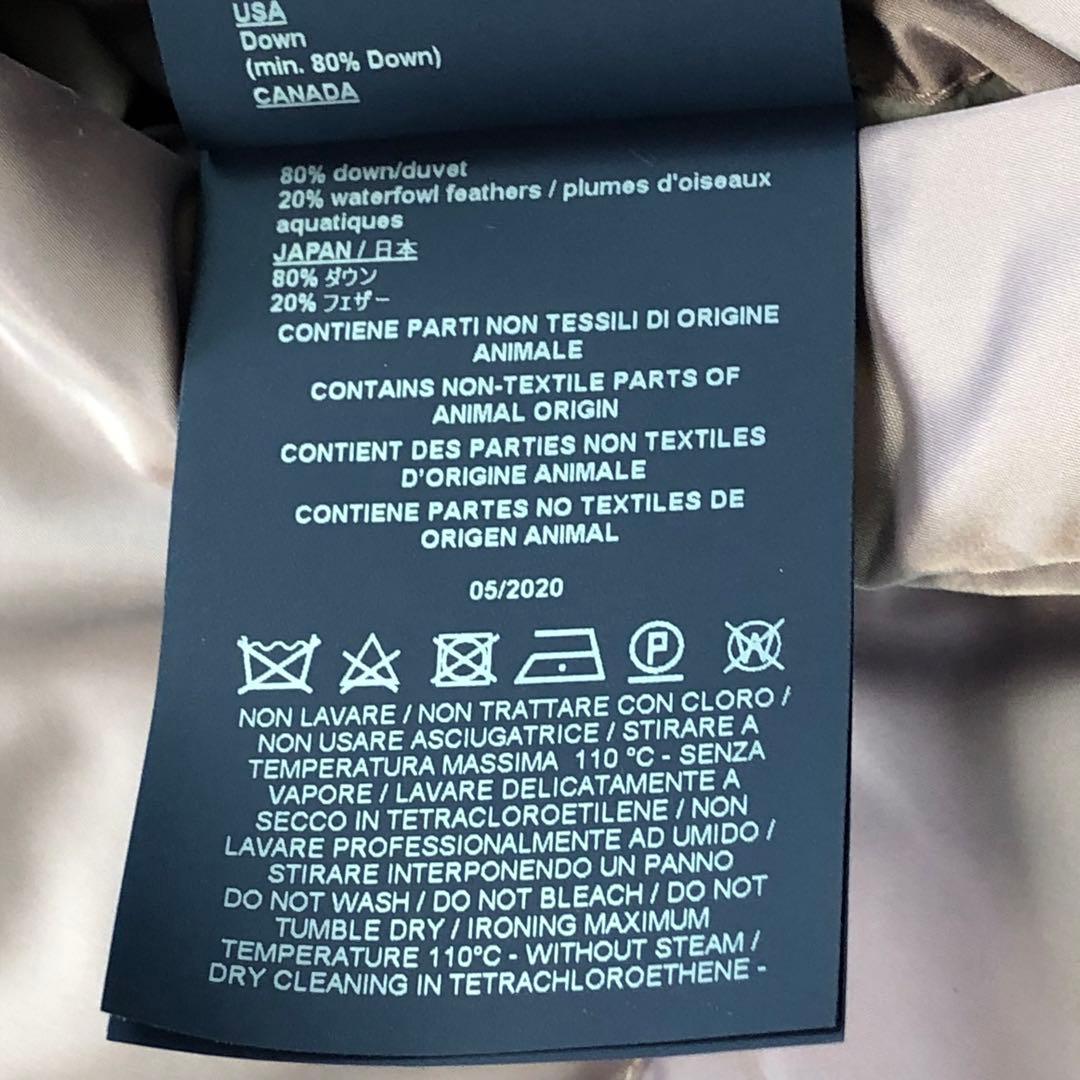 USA
Down
(min. 80% Down)
CANADA
80% down/duvet
20% waterfowl feathers / plumes d'oiseaux
aquatiques
JAPAN / 日本
80% ダウン
20% フェザー
CONTIENE PARTI NON TESSILI DI ORIGINE
ANIMALE
CONTAINS NON-TEXTILE PARTS OF
ANIMAL ORIGIN
CONTIENT DES PARTIES NON TEXTILES
D'ORIGINE ANIMALE
CONTIENE PARTES NO TEXTILES DE
ORIGEN ANIMAL
05/2020
P W
NON LAVARE / NON TRATTARE CON CLORO /
NON USARE ASCIUGATRICE / STIRARE A
TEMPERATURA MASSIMA 110 °C - SENZA
VAPORE / LAVARE DELICATAMENTE A
SECCO IN TETRACLOROETILENE / NON
LAVARE PROFESSIONALMENTE AD UMIDO /
STIRARE INTERPONENDO UN PANNO
DO NOT WASH / DO NOT BLEACH / DO NOT
TUMBLE DRY / IRONING MAXIMUM
TEMPERATURE 110°C - WITHOUT STEAM /
DRY CLEANING IN TETRACHLOROETHENE -